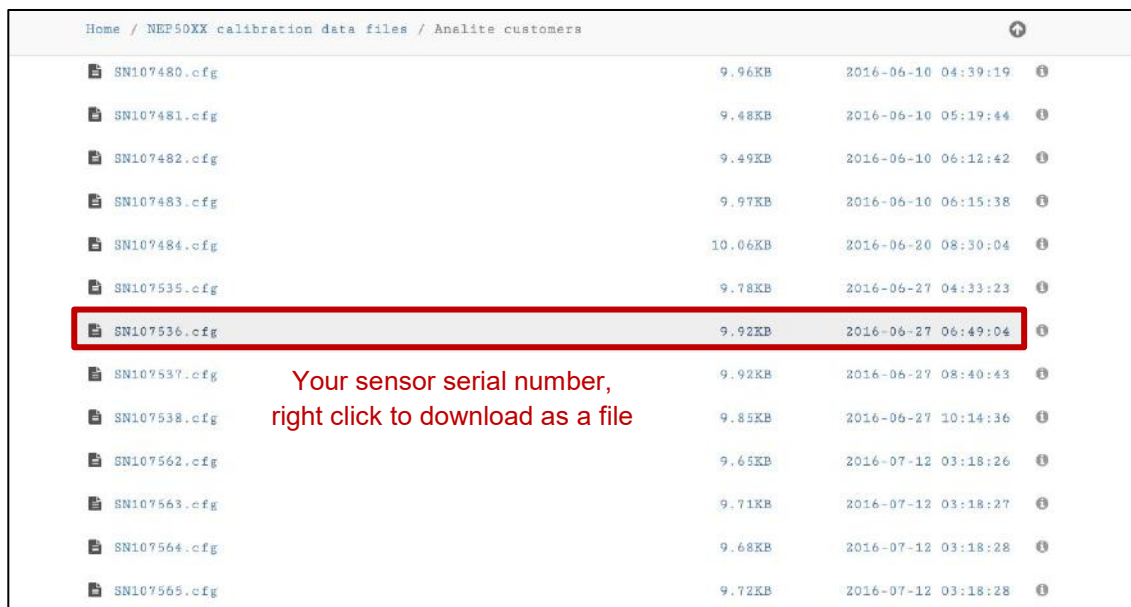 Home / NEP50XX calibration data files / Analite customers
SN107480.cfg 9.96KB 2016-06-10 04:39:19
SN107481.cfg 9.48KB 2016-06-10 05:19:44
SN107482.cfg 9.49KB 2016-06-10 06:12:42
SN107483.cfg 9.97KB 2016-06-10 06:15:38
SN107484.cfg 10.06KB 2016-06-20 08:30:04
SN107535.cfg 9.78KB 2016-06-27 04:33:23
SN107536.cfg 9.92KB 2016-06-27 06:49:04
SN107537.cfg 9.92KB 2016-06-27 08:40:43
Your sensor serial number,
right click to download as a file
SN107538.cfg 9.85KB 2016-06-27 10:14:36
SN107562.cfg 9.65KB 2016-07-12 03:18:26
SN107563.cfg 9.71KB 2016-07-12 03:18:27
SN107564.cfg 9.68KB 2016-07-12 03:18:28
SN107565.cfg 9.72KB 2016-07-12 03:18:28